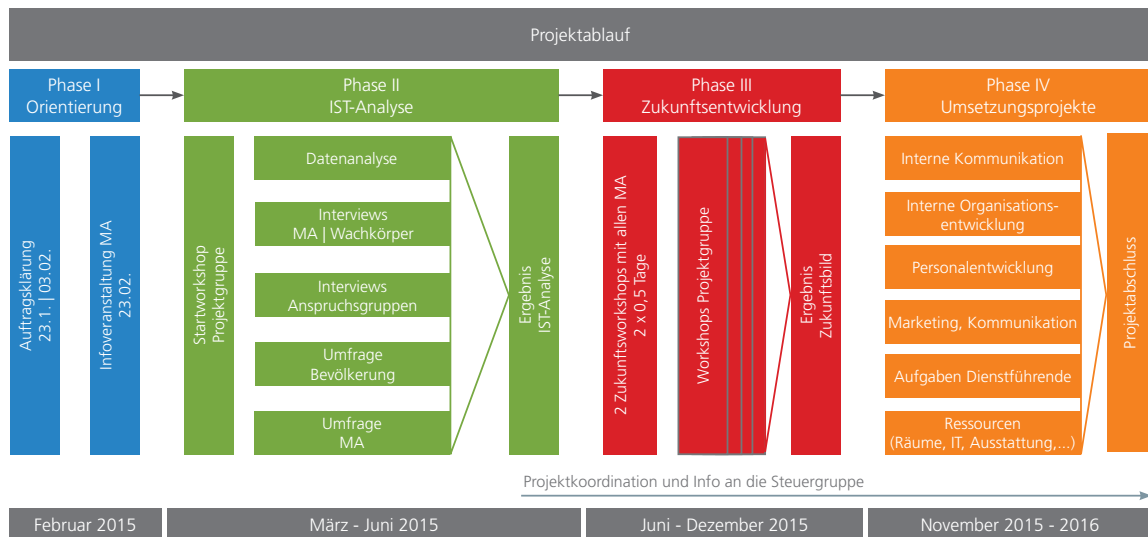 Projektablauf
Phase I
Orientierung
Phase II
IST-Analyse
Phase III
Zukunftsentwicklung
Phase IV
Umsetzungsprojekte
Auftragsklärung
23.1. | 03.02.
Infoveranstaltung MA
23.02.
Startworkshop
Projektgruppe
Datenanalyse
Interviews
MA | Wachkörper
Interviews
Anspruchsgruppen
Umfrage
Bevölkerung
Umfrage
MA
Ergebnis
IST-Analyse
2 Zukunftsworkshops mit allen MA
2 x 0,5 Tage
Workshops Projektgruppe
Ergebnis
Zukunftsbild
Interne Kommunikation
Interne Organisations-
entwicklung
Personalentwicklung
Marketing, Kommunikation
Aufgaben Dienstführende
Ressourcen
(Räume, IT, Ausstattung,...)
Projektabschluss
Projektkoordination und Info an die Steuergruppe
Februar 2015
März - Juni 2015
Juni - Dezember 2015
November 2015 - 2016